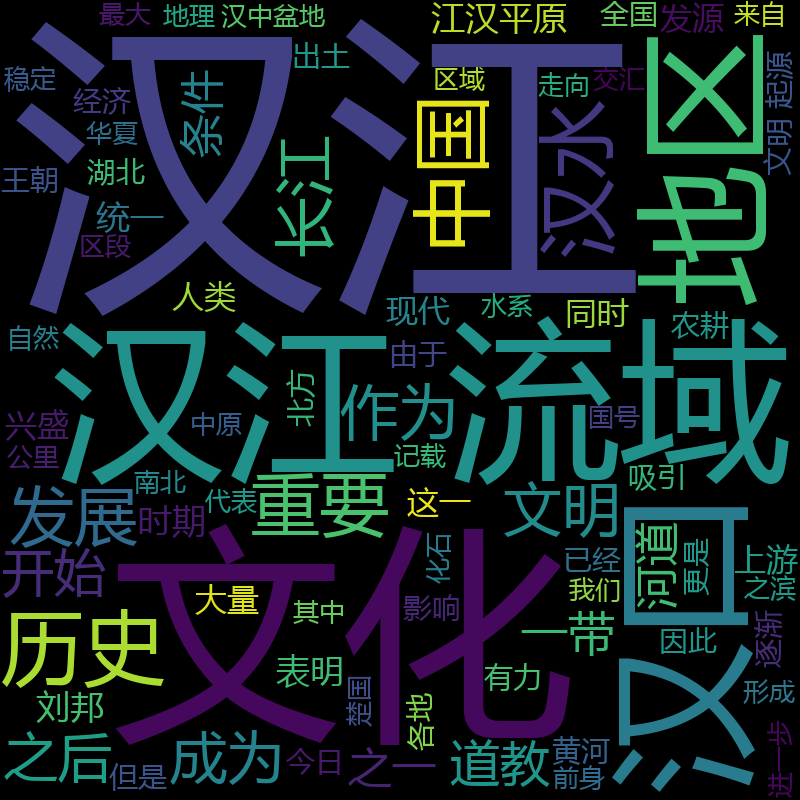 最大
地理
汉中盆地
江汉平原
全国
发源
来自
汉江
稳定
经济
华夏
条件
出土
区域
走向
交汇
中国
汉水
地区
文明
起源
王朝
湖北
长江
统一
区段
人类
现代
水系
同时
农耕
自然
汉江
流域
由于
北方
作为
兴盛
公里
中原
记载
国号
吸引
南北
代表
重要
这一
文明
发展
时期
开始
文化
大量
其中
影响
化石
已经
我们
河道
更是
日
上游
之滨
历史
表明
有力
一带
因此
逐渐
汉
形成
刘邦
楚国
各地
之后
但是
成为
今日
之一
道教
黄河
前身
进一步